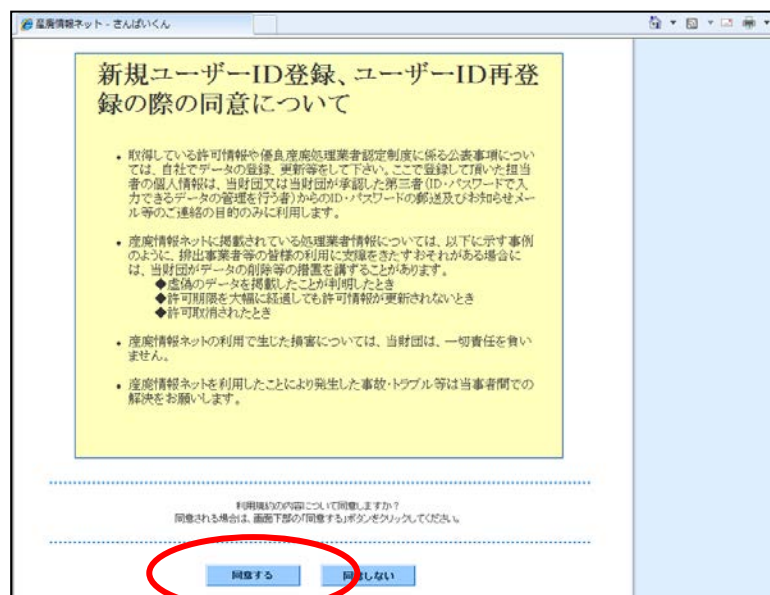 産廃情報ネット - さんぱいくん
新規ユーザーID登録、ユーザーID再登
録の際の同意について
• 取得している許可情報や優良産廃処理業者認定制度に係る公表事項につい
ては、自社でデータの登録、更新等をして下さい。ここで登録して頂いた担当
者の個人情報は、当財団又は当財団が承認した第三者(ID・パスワードで入
力できるデータの管理を行う者)からのID・パスワードの郵送及びお知らせメー
ル等のご連絡の目的のみに利用します。
• 産廃情報ネットに掲載されている処理業者情報については、以下に示す事例
のように、排出事業者等の皆様の利用に支障をきたすおそれがある場合に
は、当財団がデータの削除等の措置を講ずることがあります。
◆虚偽のデータを掲載したことが判明したとき
◆許可期限を大幅に経過しても許可情報が更新されないとき
◆許可取消されたとき
• 産廃情報ネットの利用で生じた損害については、当財団は、一切責任を負い
ません。
• 産廃情報ネットを利用したことにより発生した事故・トラブル等は当事者間での
解決をお願いします。
利用規約の内容について同意しますか?
同意される場合は、画面下部の「同意する」ボタンをクリックしてください。
同意する
同意しない